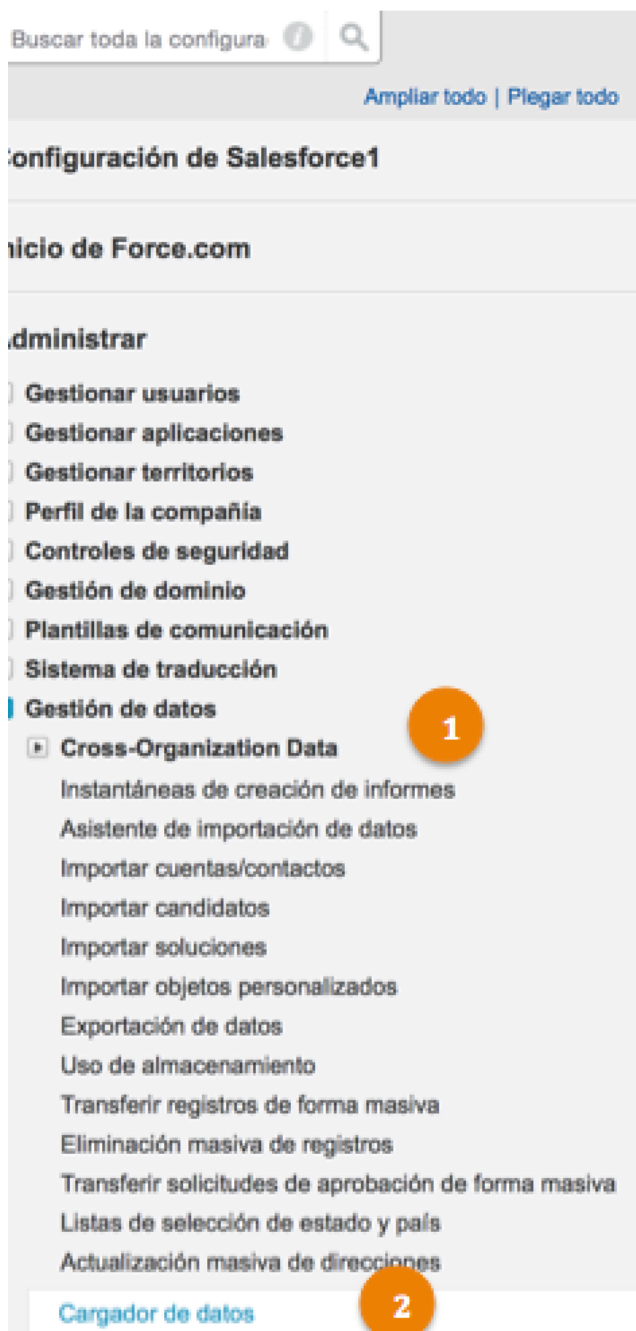 Buscar toda la configura
Ampliar todo | Plegar todo
onfiguración de Salesforce1
nicio de Force.com
dministrar
Gestionar usuarios
Gestionar aplicaciones
Gestionar territorios
Perfil de la compañía
Controles de seguridad
Gestión de dominio
Plantillas de comunicación
Sistema de traducción
Gestión de datos
1
Cross-Organization Data
Instantáneas de creación de informes
Asistente de importación de datos
Importar cuentas/contactos
Importar candidatos
Importar soluciones
Importar objetos personalizados
Exportación de datos
Uso de almacenamiento
Transferir registros de forma masiva
Eliminación masiva de registros
Transferir solicitudes de aprobación de forma masiva
Listas de selección de estado y país
Actualización masiva de direcciones
Cargador de datos
2